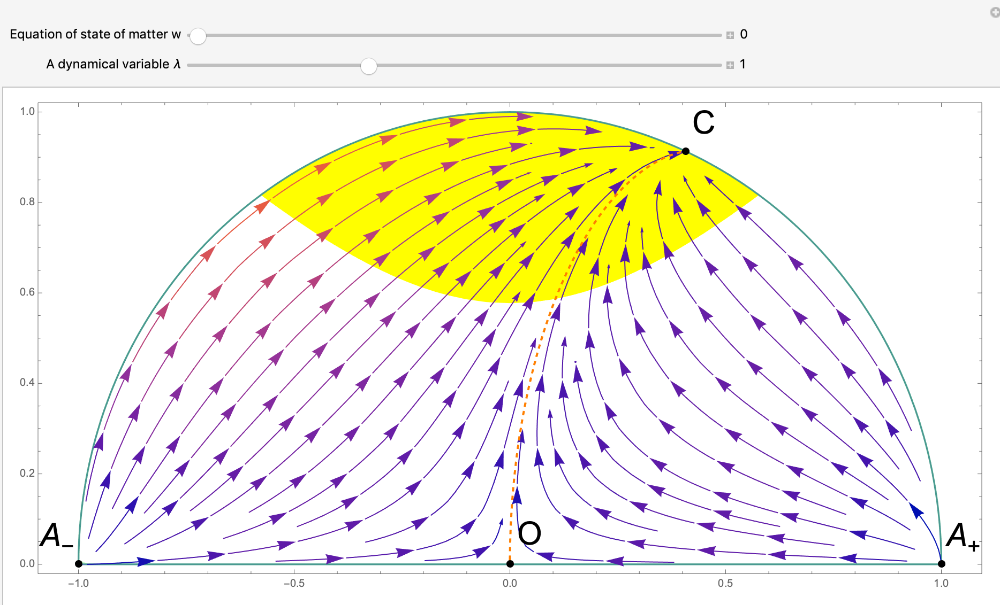 Equation of state of matter w 0
A dynamical variable λ 1
C
1.0
0.8
0.6
0.4
0.2
0.0
A₋
O
A₊
−1.0 −0.5 0.0 0.5 1.0